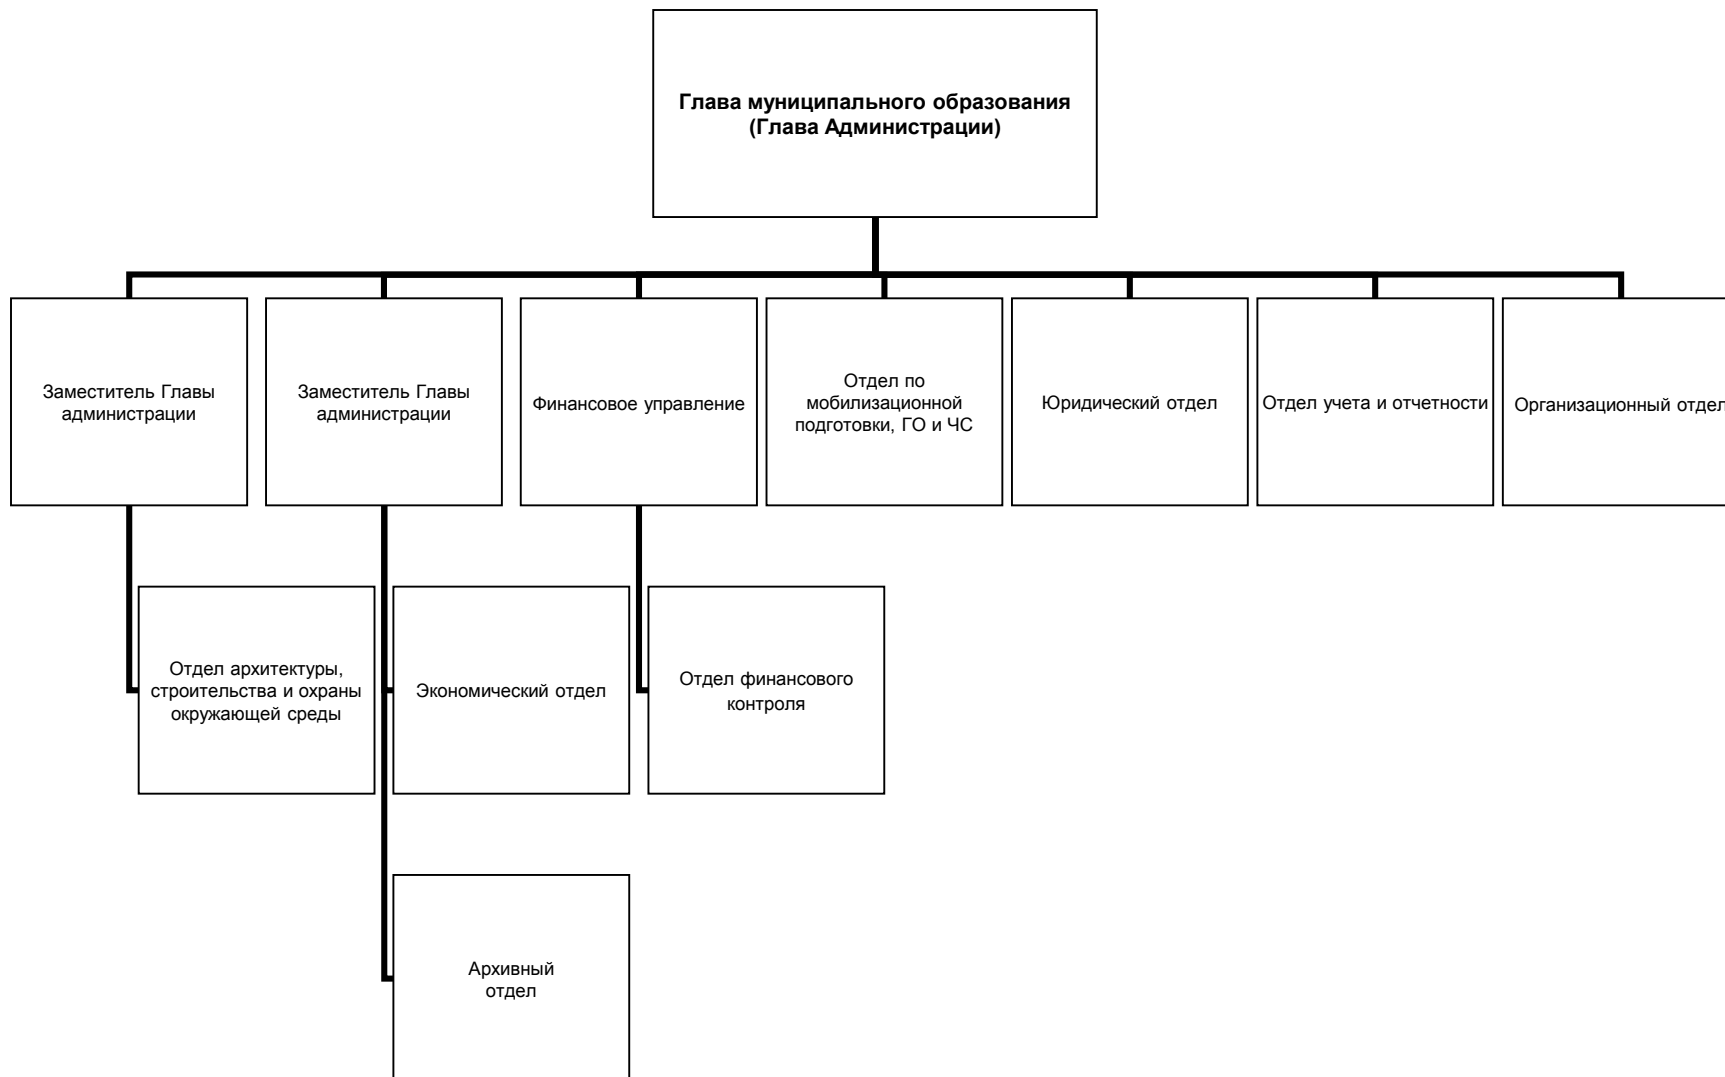 Глава муниципального образования
(Глава Администрации)
Заместитель Главы
администрации
Заместитель Главы
администрации
Финансовое управление
Отдел по
мобилизационной
подготовки, ГО и ЧС
Юридический отдел
Отдел учета и отчетности
Организационный отдел
Отдел архитектуры,
строительства и охраны
окружающей среды
Экономический отдел
Отдел финансового
контроля
Архивный
отдел